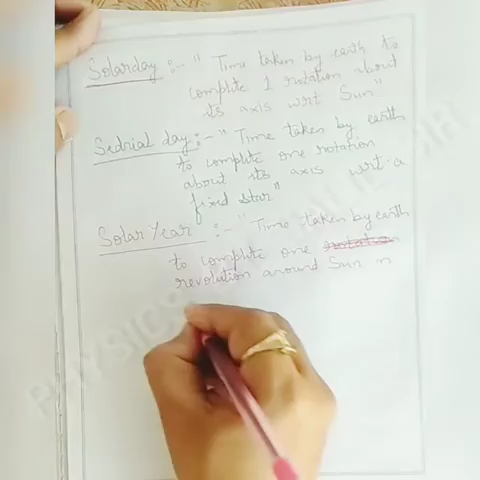 Solar day :- " Time taken by earth to
complete 1 rotation about
its axis wrt Sun "
Sedrial day :- " Time taken by earth
to complete one rotation
about its axis wrt. a
fixed star "
Solar Year :- " Time taken by earth
to complete one rotation
revolution around Sun "